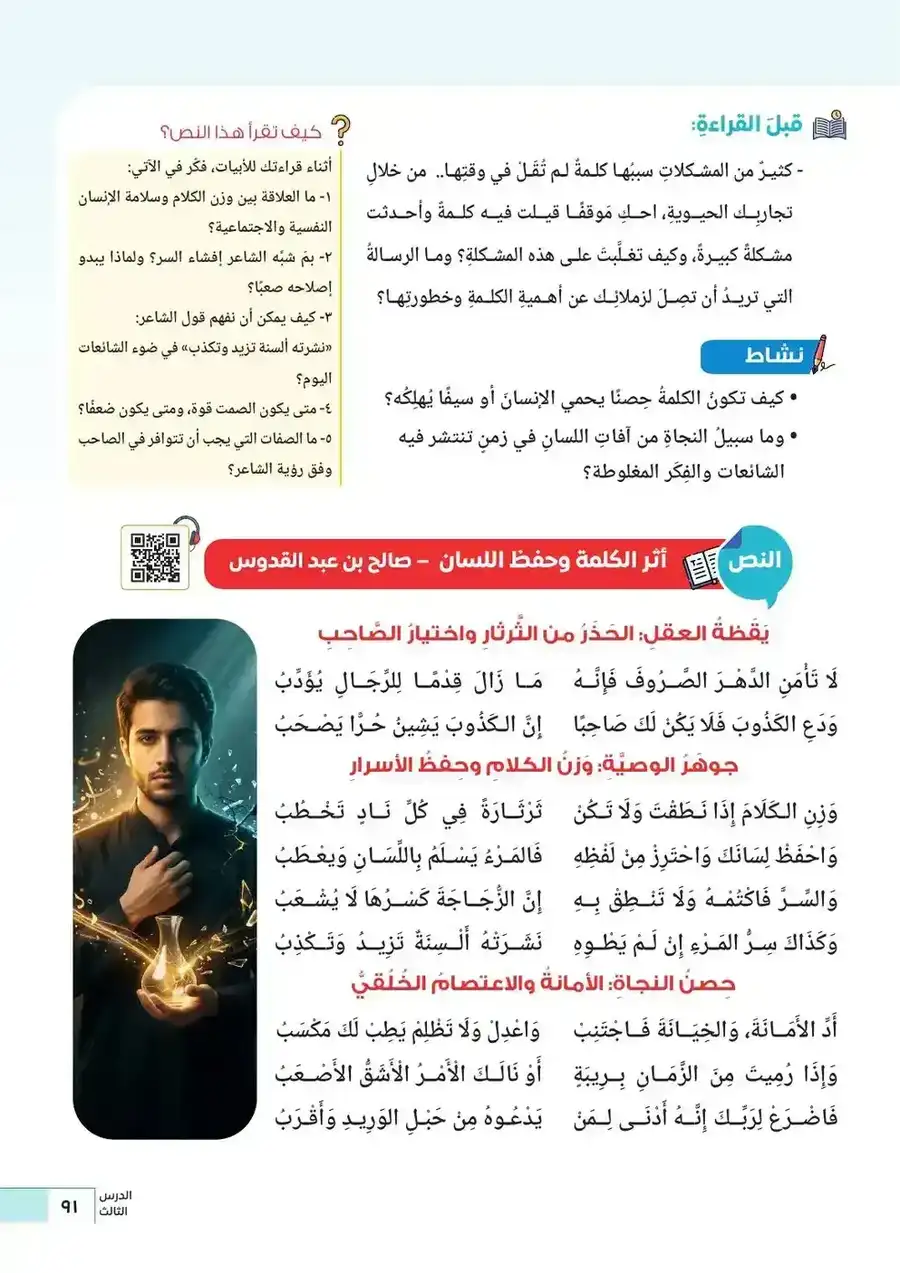 قبلَ القراءةِ:
- كثيرٌ من المشكلاتِ سببُها كلمةٌ لم تُقَلْ في وقتِها.. من خلالِ
تجاربِك الحيويةِ، احكِ مَوقفًا قيلت فيه كلمةٌ وأحدثت
مشكلةً كبيرةً، وكيف تغلَّبتَ على هذه المشكلةِ؟ وما الرسالةُ
التي تريدُ أن تصِلَ لزملائِك عن أهميةِ الكلمةِ وخطورتِها؟
نشاط
• كيف تكونُ الكلمةُ حِصنًا يحمي الإنسانَ أو سيفًا يُهلِكُه؟
• وما سبيلُ النجاةِ من آفاتِ اللسانِ في زمنٍ تنتشر فيه
الشائعات والفِكَر المغلوطة؟
كيف تقرأ هذا النص؟
أثناء قراءتك للأبيات، فكّر في الآتي:
١- ما العلاقة بين وزن الكلام وسلامة الإنسان
النفسية والاجتماعية؟
٢- بمَ شبَّه الشاعر إفشاء السر؟ ولماذا يبدو
إصلاحه صعبًا؟
٣- كيف يمكن أن نفهم قول الشاعر:
«نشرته ألسنة تزيد وتكذب» في ضوء الشائعات
اليوم؟
٤- متى يكون الصمت قوة، ومتى يكون ضعفًا؟
٥- ما الصفات التي يجب أن تتوافر في الصاحب
وفق رؤية الشاعر؟
النص
أثر الكلمة وحفظ اللسان - صالح بن عبد القدوس
يَقَظةُ العقلِ: الحَذَرُ من الثَّرثارِ واختيارُ الصَّاحِبِ
لَا تَأْمَنِ الدَّهْرَ الصَّرُوفَ فَإِنَّهُ مَا زَالَ قِدْمًا لِلرِّجَالِ يُؤَدِّبُ
وَدَعِ الكَذُوبَ فَلَا يَكُنْ لَكَ صَاحِبًا إِنَّ الكَذُوبَ يَشِينُ حُرًّا يَصْحَبُ
جوهَرُ الوصيَّةِ: وَزنُ الكلامِ وحِفظُ الأسرارِ
وَزِنِ الكَلَامَ إِذَا نَطَقْتَ وَلَا تَكُنْ ثَرْثَارَةً فِي كُلِّ نَادٍ تَخْطُبُ
وَاحْفَظْ لِسَانَكَ وَاحْتَرِزْ مِنْ لَفْظِهِ فَالمَرْءُ يَسْلَمُ بِاللِّسَانِ وَيعْطَبُ
وَالسِّرَّ فَاكْتُمْهُ وَلَا تَنْطِقْ بِهِ إِنَّ الزُّجَاجَةَ كَسْرُهَا لَا يُشْعَبُ
وَكَذَاكَ سِرُّ المَرْءِ إِنْ لَمْ يَطْوِهِ نَشَرَتْهُ أَلْسِنَةٌ تَزِيدُ وَتَكْذِبُ
حِصنُ النجاةِ: الأمانةُ والاعتصامُ الخُلُقيُّ
أَدِّ الأَمَانَةَ، وَالخِيَانَةَ فَاجْتَنِبْ وَاعْدِلْ وَلَا تَظْلِمْ يَطِبْ لَكَ مَكْسَبُ
وَإِذَا رُمِيتَ مِنَ الزَّمَانِ بِرِيبَةٍ أَوْ نَالَكَ الْأَمْرُ الْأَشَقُّ الأَصْعَبُ
فَاضْرَعْ لِرَبِّكَ إِنَّهُ أَدْنَى لِمَنْ يَدْعُوهُ مِنْ حَبْلِ الوَرِيدِ وَأَقْرَبُ
الدرس
الثالث
٩١